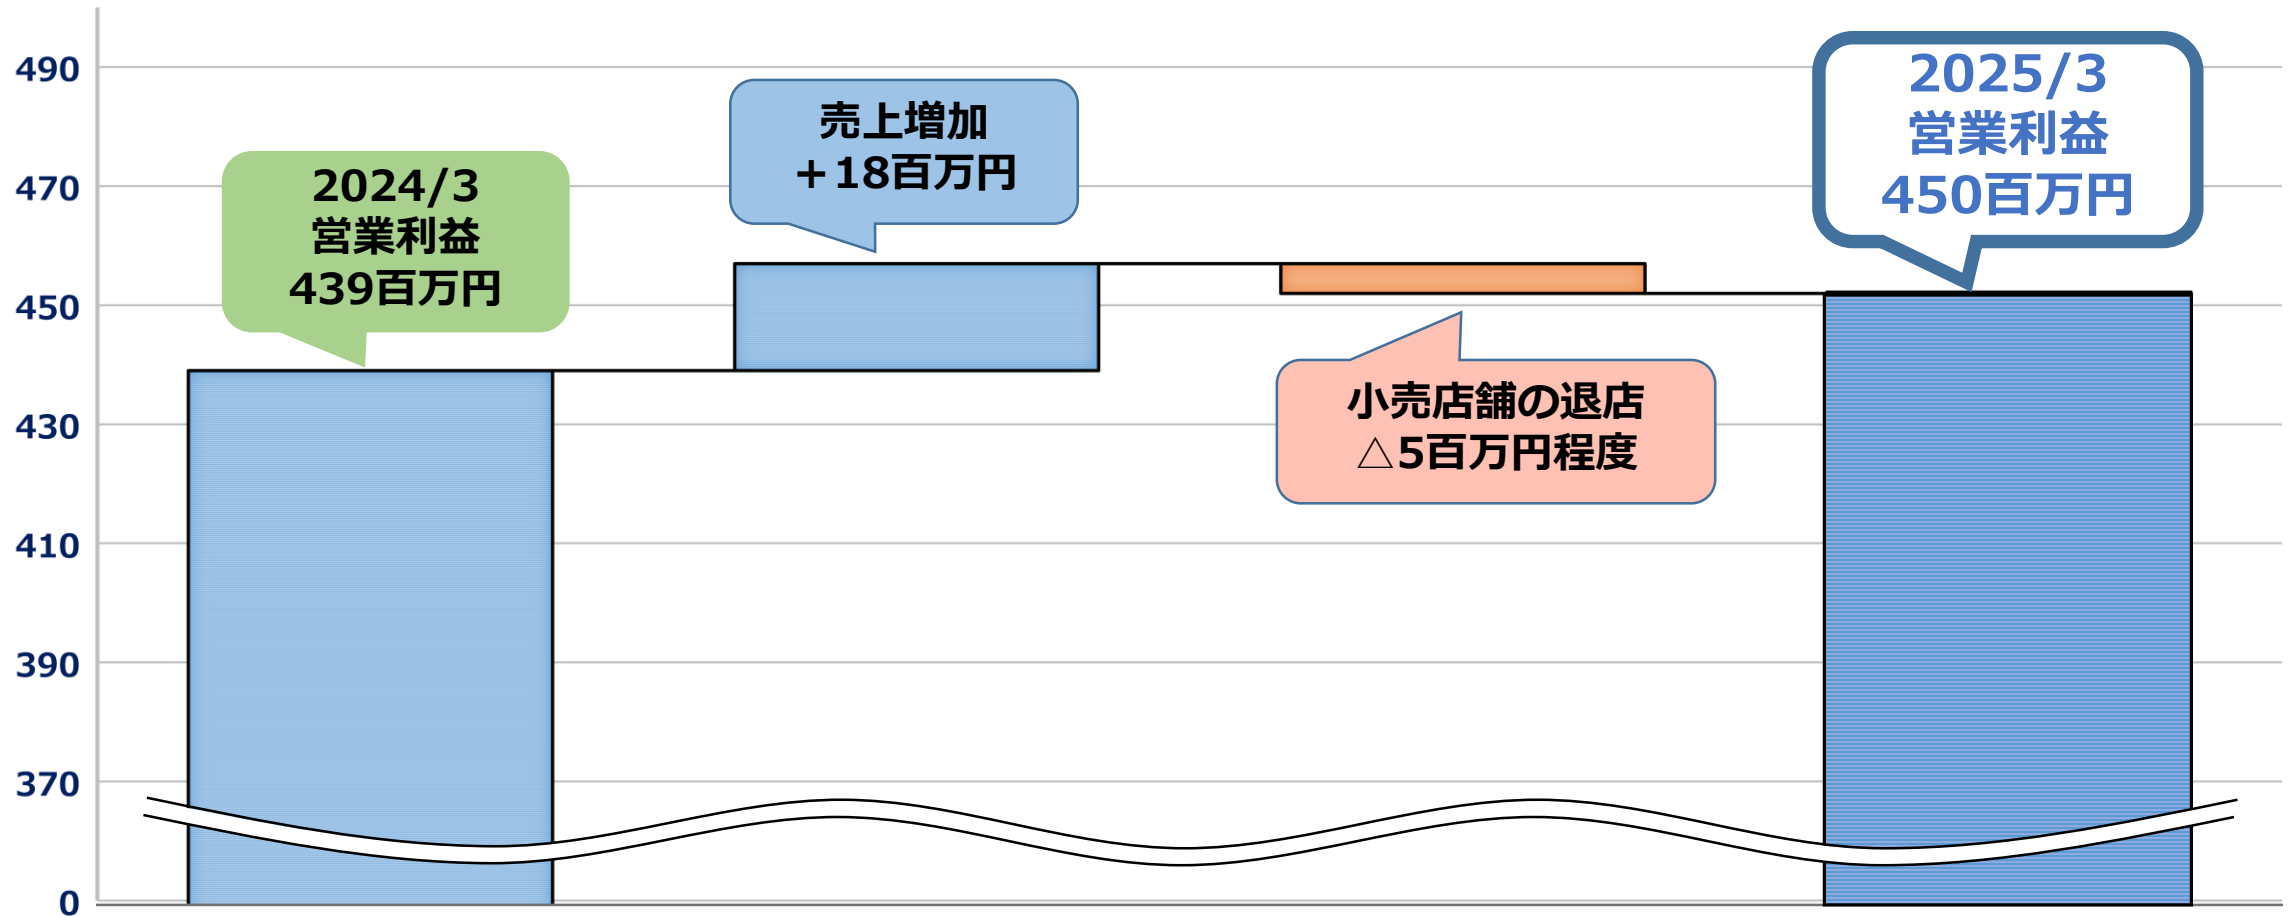 490
470
450
430
410
390
370
0
2024/3
営業利益
439百万円
売上増加
＋18百万円
小売店舗の退店
△5百万円程度
2025/3
営業利益
450百万円